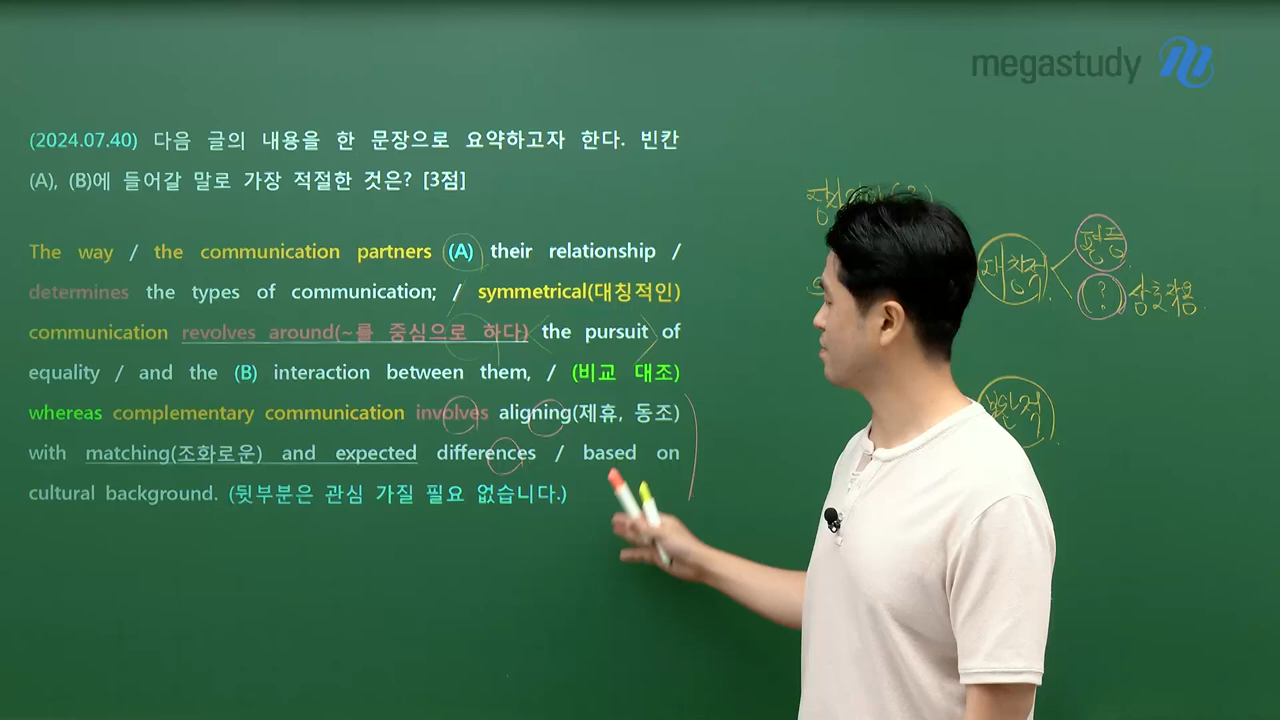 megastudy
(2024.07.40) 다음 글의 내용을 한 문장으로 요약하고자 한다. 빈칸
(A), (B)에 들어갈 말로 가장 적절한 것은? [3점]
The way / the communication partners (A) their relationship /
determines the types of communication; / symmetrical(대칭적인)
communication revolves around(~를 중심으로 하다) the pursuit of
equality / and the (B) interaction between them, / (비교 대조)
whereas complementary communication involves aligning(제휴, 동조)
with matching(조화로운) and expected differences / based on
cultural background. (뒷부분은 관심 가질 필요 없습니다.)
대칭적
평등
?
상호작용